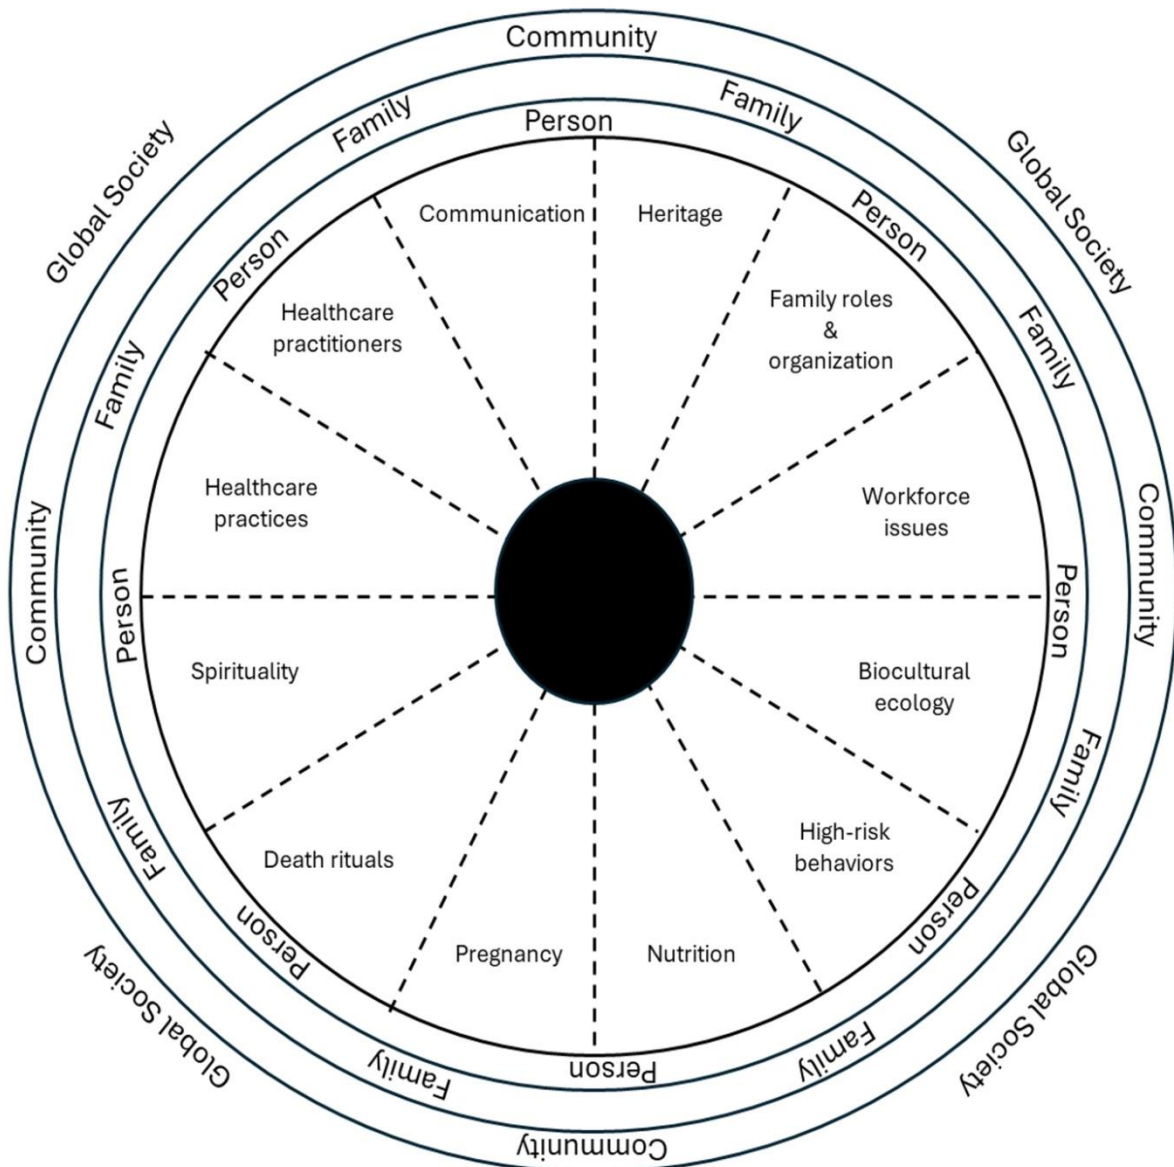 Community
Family
Family
Person
Global Society
Global Society
Person
Person
Communication
Heritage
Healthcare
practitioners
Family roles
&
organization
Family
Family
Healthcare
practices
Workforce
issues
Community
Community
Person
Person
Spirituality
Biocultural
ecology
Family
Family
High-risk
behaviors
Death rituals
Person
Person
Pregnancy
Nutrition
Global Society
Global Society
Family
Family
Person
Community